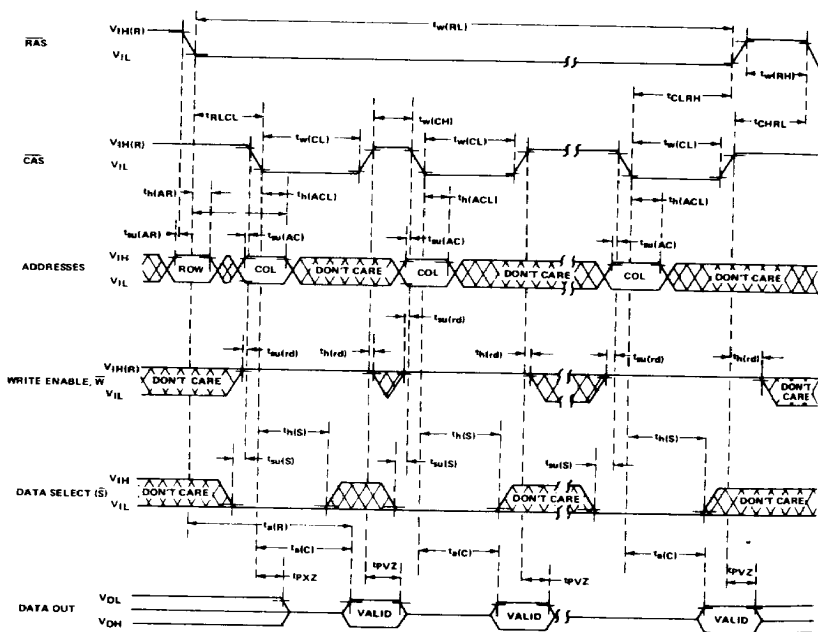 tw(RL)
VIH(R)
RAS
VIL
tw(RH)
tCLRH
tRLCL
tw(CH)
tCHRL
tw(CL) tw(CL) tw(CL)
VIH(R)
CAS
VIL
th(AR) th(ACL) th(ACL) th(ACL)
tsu(AR) tsu(AC) tsu(AC) tsu(AC)
VIH
ADDRESSES ROW COL DON'T CARE COL DON'T CARE COL DON'T CARE
VIL
tsu(rd)
tsu(rd) th(rd) th(rd) tsu(rd) th(rd)
VIH(R)
WRITE ENABLE, W DON'T CARE DON'T CARE
VIL
th(S) th(S) th(S)
tsu(S) tsu(S) tsu(S)
VIH
DATA SELECT (S) DON'T CARE DON'T CARE DON'T CARE
VIL
ta(R)
ta(C) ta(C) ta(C)
tPXZ tPVZ tPVZ tPVZ
VOL
DATA OUT VALID VALID VALID
VOH